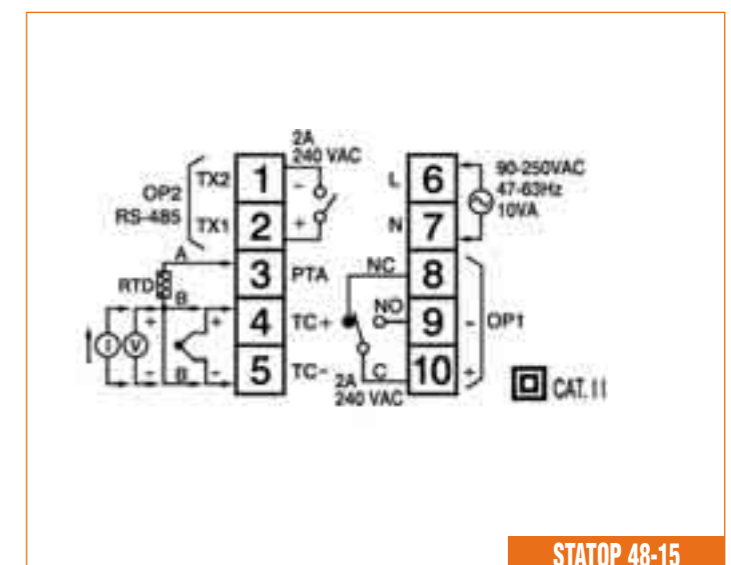 2A
240 VAC
OP2
RS-485
TX2
TX1
1
-
2
+
A
RTD
B
3
PTA
I
V
+
-
+
4
TC+
B
-
5
TC-
L
6
90-250VAC
47-63Hz
10VA
N
7
NC
8
NO
9
-
OP1
C
10
+
2A
240 VAC
CAT. II
STATOP 48-15